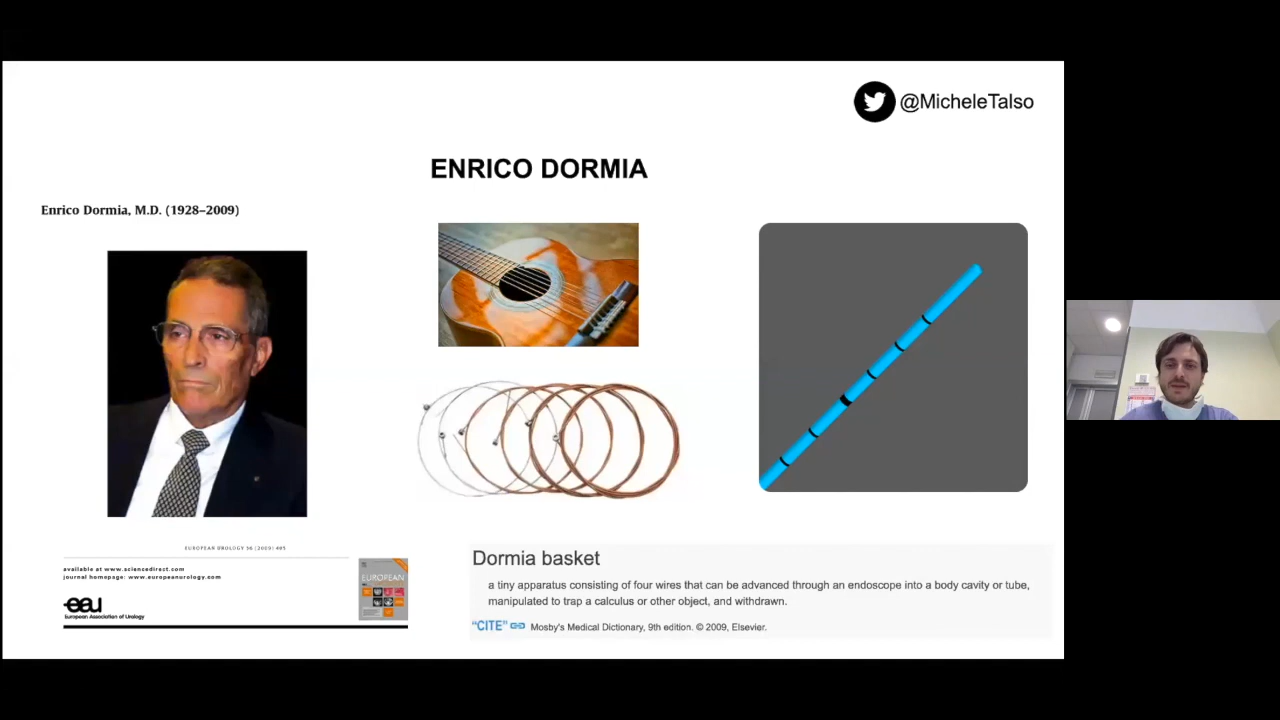 @MicheleTalso
ENRICO DORMIA
Enrico Dormia, M.D. (1928–2009)
EUROPEAN UROLOGY 56 (2009) 405
available at www.sciencedirect.com
journal homepage: www.europeanurology.com
EUROPEAN
eau
European Association of Urology
Dormia basket
a tiny apparatus consisting of four wires that can be advanced through an endoscope into a body cavity or tube,
manipulated to trap a calculus or other object, and withdrawn.
“CITE” Mosby's Medical Dictionary, 9th edition. © 2009, Elsevier.